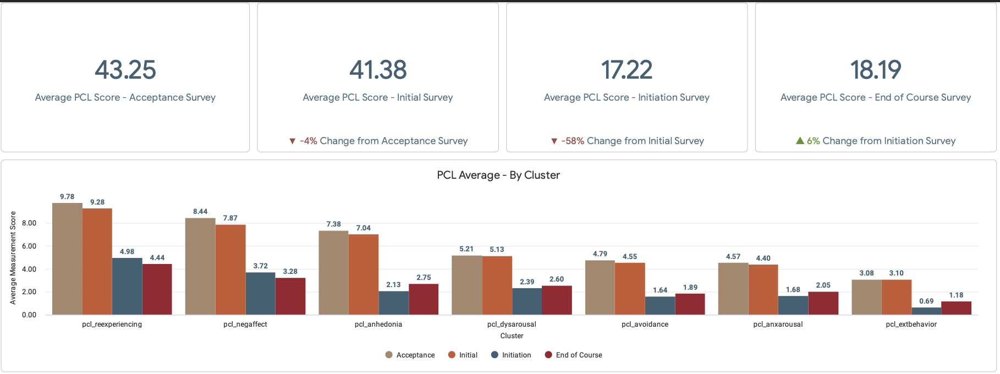 43.25
Average PCL Score - Acceptance Survey
41.38
Average PCL Score - Initial Survey
▼ -4% Change from Acceptance Survey
17.22
Average PCL Score - Initiation Survey
▼ -58% Change from Initial Survey
18.19
Average PCL Score - End of Course Survey
▲ 6% Change from Initiation Survey
PCL Average - By Cluster
Average Measurement Score
8.00
6.00
4.00
2.00
0.00
9.78 9.28 4.98 4.44
8.44 7.87 3.72 3.28
7.38 7.04 2.13 2.75
5.21 5.13 2.39 2.60
4.79 4.55 1.64 1.89
4.57 4.40 1.68 2.05
3.08 3.10 0.69 1.18
pcl_reexperiencing pcl_negaffect pcl_anhedonia pcl_dysarousal pcl_avoidance pcl_anxarousal pcl_extbehavior
Cluster
Acceptance Initial Initiation End of Course